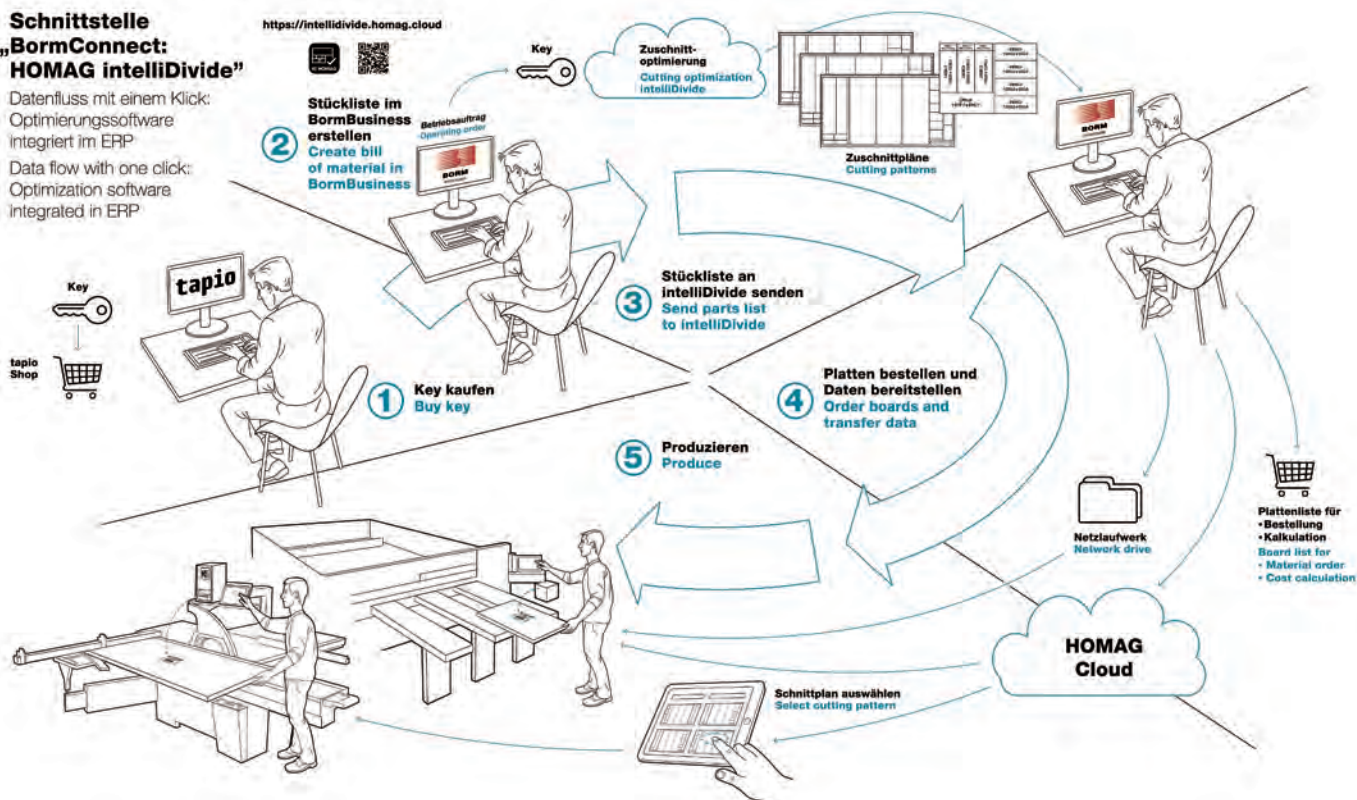 Schnittstelle
„BormConnect:
HOMAG intelliDivide”
Datenfluss mit einem Klick:
Optimierungssoftware
integriert im ERP
Data flow with one click:
Optimization software
integrated in ERP
https://intellidivide.homag.cloud
Key
tapio
Shop
tapio
1
Key kaufen
Buy key
2
Stückliste im
BormBusiness
erstellen
Create bill
of material in
BormBusiness
Betriebsauftrag
Operating order
BORM
Key
Zuschnitt-
optimierung
Cutting optimization
intelliDivide
Zuschnittpläne
Cutting patterns
BORM
3
Stückliste an
intelliDivide senden
Send parts list
to intelliDivide
4
Platten bestellen und
Daten bereitstellen
Order boards and
transfer data
5
Produzieren
Produce
Netzlaufwerk
Network drive
Plattenliste für
• Bestellung
• Kalkulation
Board list for
• Material order
• Cost calculation
HOMAG
Cloud
Schnittplan auswählen
Select cutting pattern